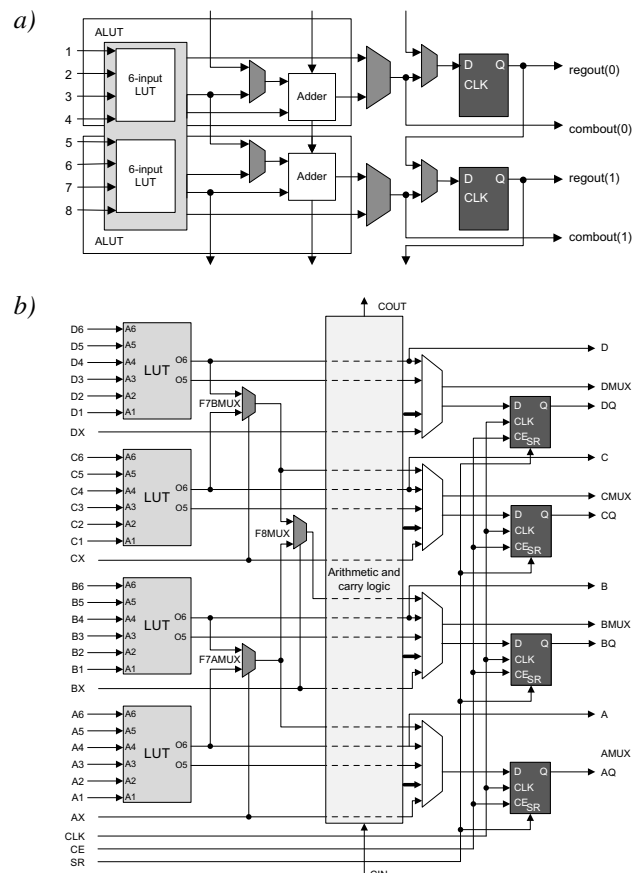 a)
ALUT
1
2
3
4
6-input
LUT
Adder
D Q
CLK
regout(0)
combout(0)
5
6
7
8
6-input
LUT
Adder
D Q
CLK
regout(1)
combout(1)
ALUT
b)
COUT
D6
D5
D4
D3
D2
D1
A6
A5
A4
A3
A2
A1
LUT
O6
O5
F7BMUX
DX
D
DMUX
DQ
D Q
CLK
CE
SR
C6
C5
C4
C3
C2
C1
A6
A5
A4
A3
A2
A1
LUT
O6
O5
F8MUX
CX
C
CMUX
CQ
D Q
CLK
CE
SR
Arithmetic and
carry logic
B6
B5
B4
B3
B2
B1
A6
A5
A4
A3
A2
A1
LUT
O6
O5
F7AMUX
BX
B
BMUX
BQ
D Q
CLK
CE
SR
A6
A5
A4
A3
A2
A1
A6
A5
A4
A3
A2
A1
LUT
O6
O5
AX
A
AMUX
AQ
D Q
CLK
CE
SR
CLK
CE
SR
CIN